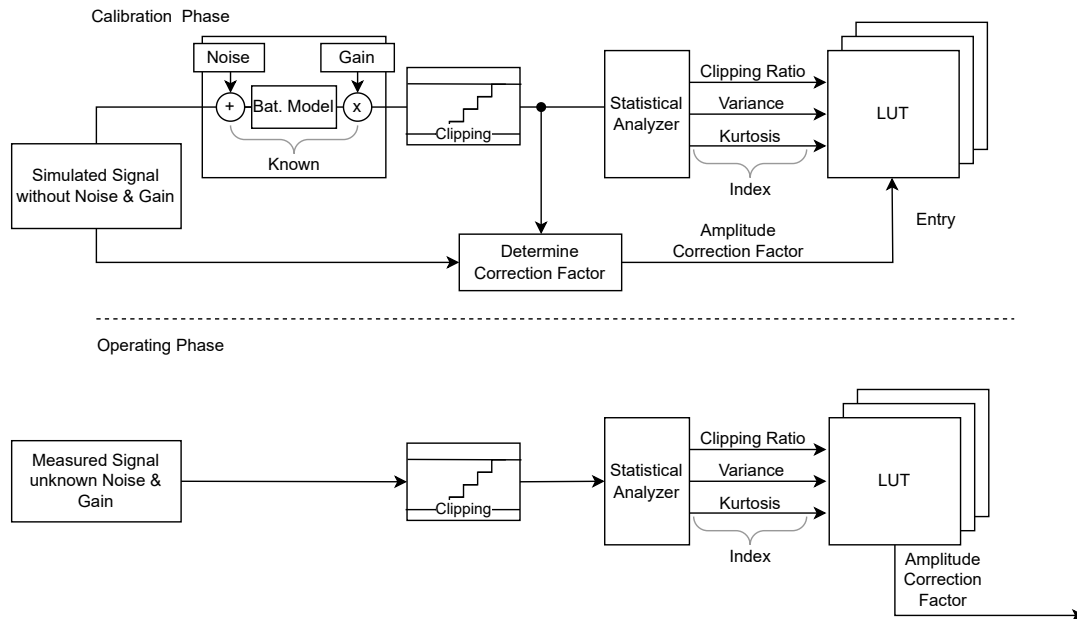 Calibration Phase
Noise
Gain
+
Bat. Model
x
Known
Clipping
Simulated Signal
without Noise & Gain
Statistical
Analyzer
Clipping Ratio
Variance
Kurtosis
Index
LUT
Entry
Determine
Correction Factor
Amplitude
Correction Factor
Operating Phase
Measured Signal
unknown Noise &
Gain
Clipping
Statistical
Analyzer
Clipping Ratio
Variance
Kurtosis
Index
LUT
Amplitude
Correction
Factor